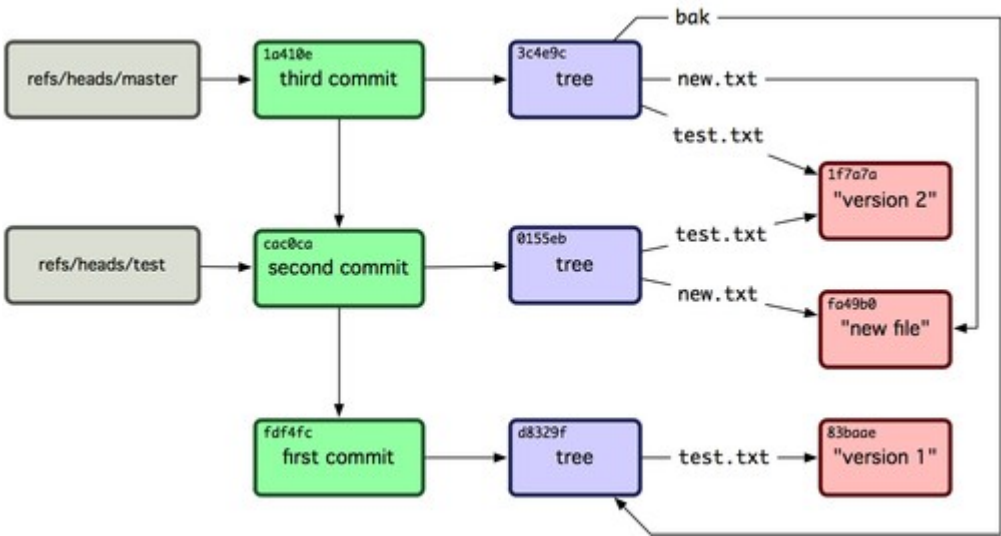 bak
1a410e
3c4e9c
refs/heads/master
third commit
tree
new.txt
test.txt
1f7a7a
"version 2"
cac0ca
0155eb
test.txt
refs/heads/test
second commit
tree
new.txt
fa49b0
"new file"
fdf4fc
d8329f
83baae
first commit
tree
test.txt
"version 1"